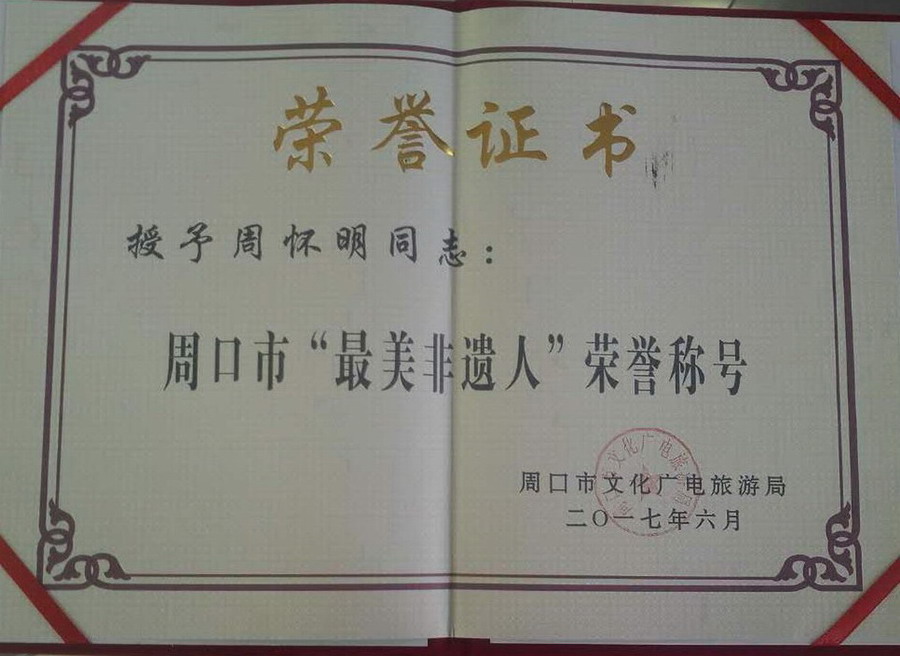 荣誉证书
授予周怀明同志：
周口市“最美非遗人”荣誉称号
周口市文化广电旅游局
二〇一七年六月